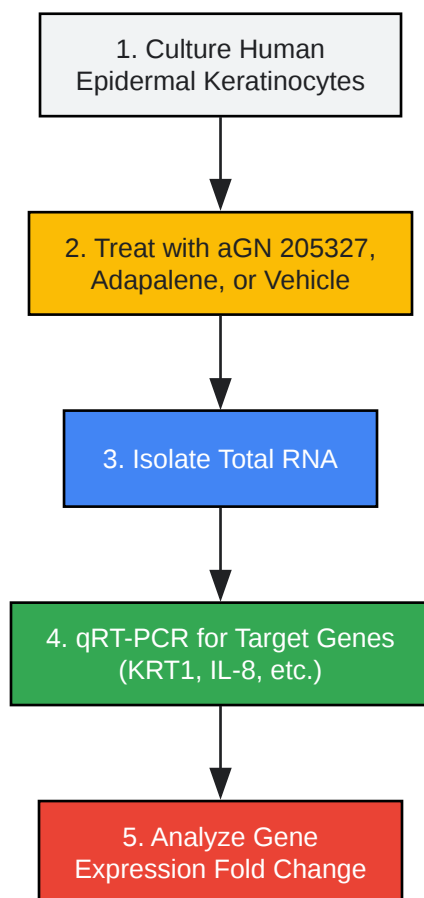 1. Culture Human
Epidermal Keratinocytes
2. Treat with aGN 205327,
Adapalene, or Vehicle
3. Isolate Total RNA
4. qRT-PCR for Target Genes
(KRT1, IL-8, etc.)
5. Analyze Gene
Expression Fold Change